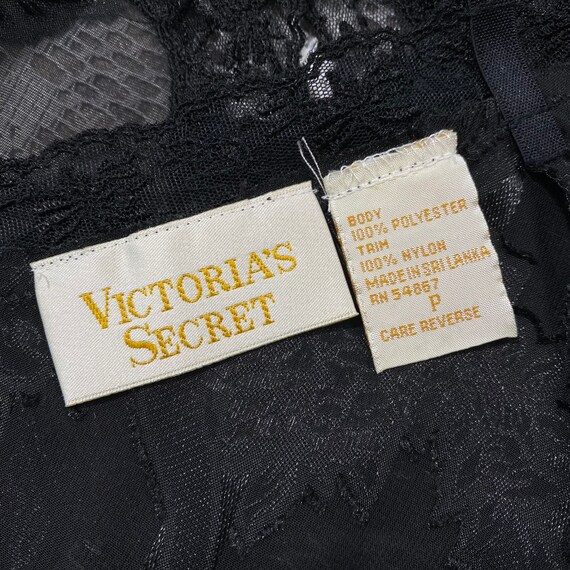 VICTORIA'S
SECRET
BODY
100% POLYESTER
TRIM
100% NYLON
MADE IN SRI LANKA
RN 54867
P
CARE REVERSE